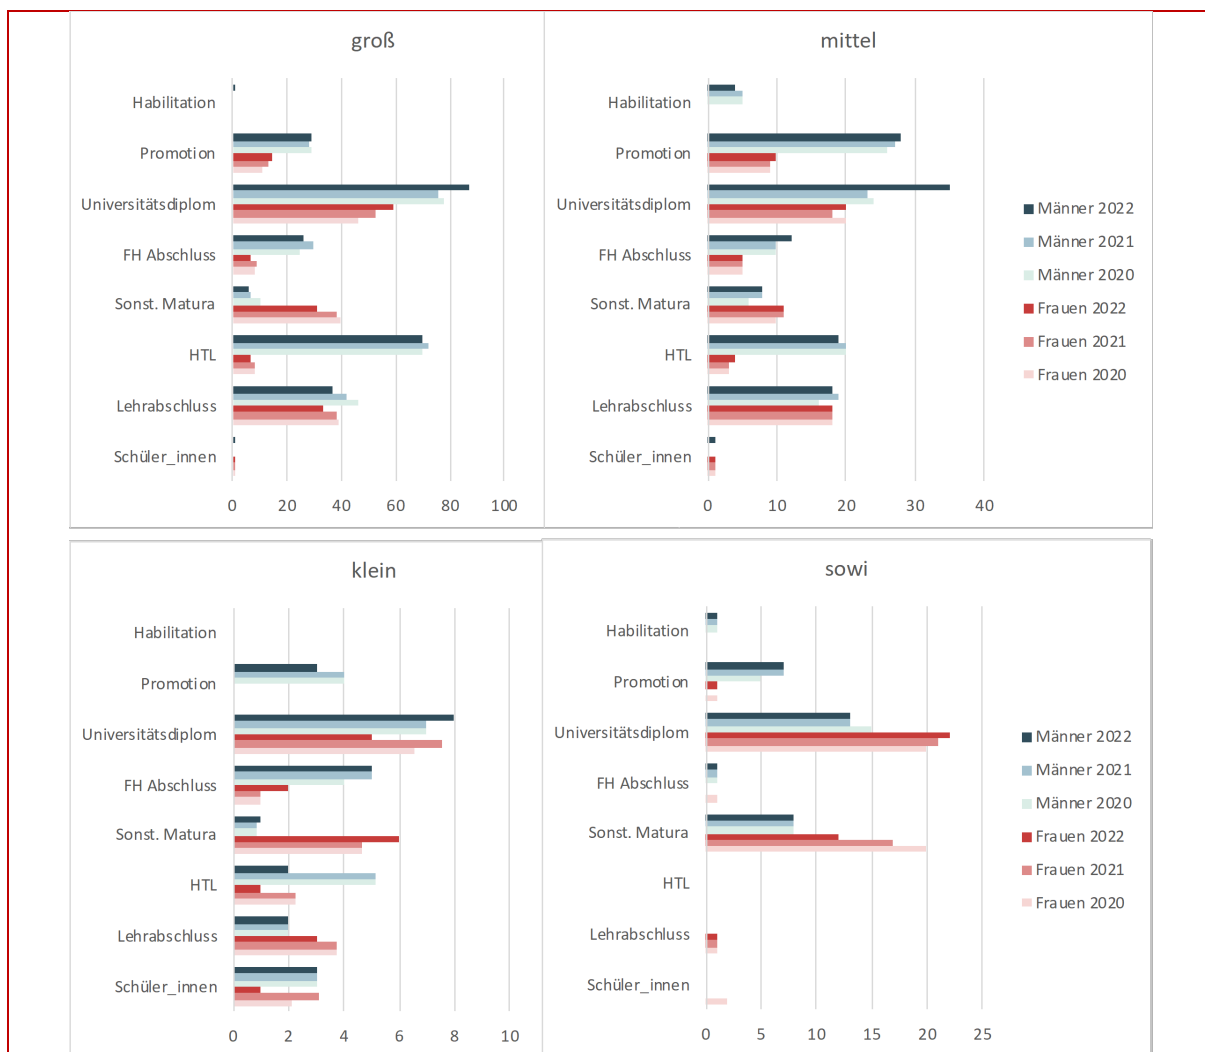 groß
Habilitation
Promotion
Universitätsdiplom
FH Abschluss
Sonst. Matura
HTL
Lehrabschluss
Schüler_innen
0 20 40 60 80 100
mittel
Habilitation
Promotion
Universitätsdiplom
FH Abschluss
Sonst. Matura
HTL
Lehrabschluss
Schüler_innen
0 10 20 30 40
Männer 2022
Männer 2021
Männer 2020
Frauen 2022
Frauen 2021
Frauen 2020
klein
Habilitation
Promotion
Universitätsdiplom
FH Abschluss
Sonst. Matura
HTL
Lehrabschluss
Schüler_innen
0 2 4 6 8 10
sowi
Habilitation
Promotion
Universitätsdiplom
FH Abschluss
Sonst. Matura
HTL
Lehrabschluss
Schüler_innen
0 5 10 15 20 25
Männer 2022
Männer 2021
Männer 2020
Frauen 2022
Frauen 2021
Frauen 2020